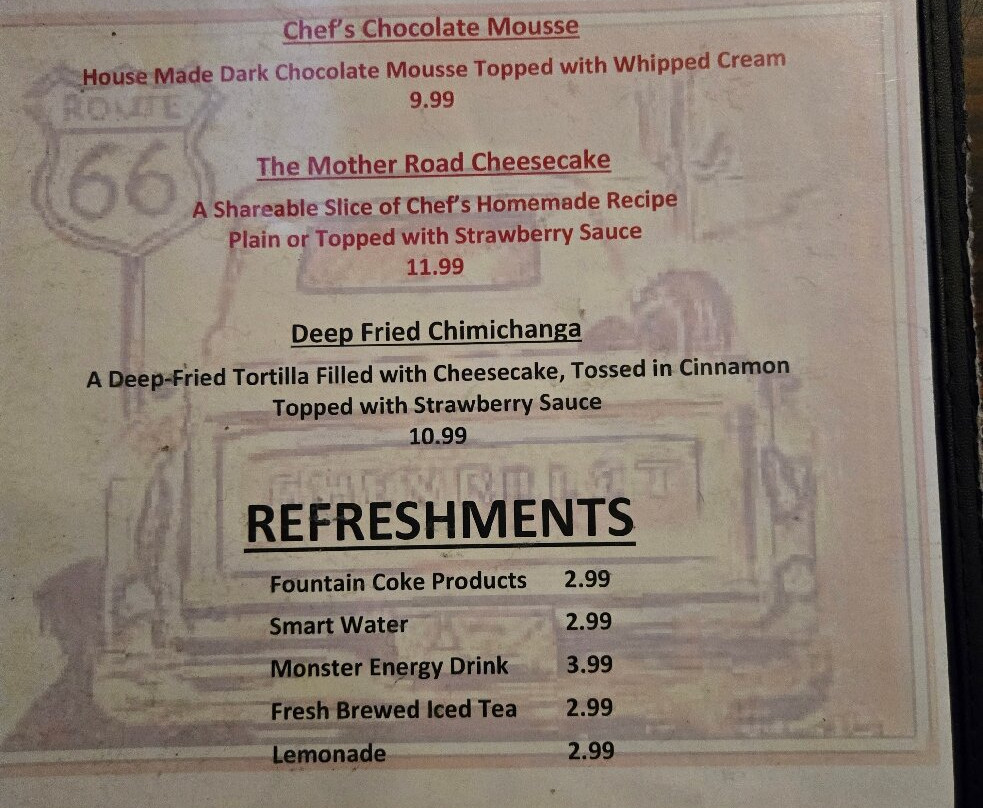 Chef's Chocolate Mousse
House Made Dark Chocolate Mousse Topped with Whipped Cream
9.99
ROUTE
66
The Mother Road Cheesecake
A Shareable Slice of Chef's Homemade Recipe
Plain or Topped with Strawberry Sauce
11.99
Deep Fried Chimichanga
A Deep-Fried Tortilla Filled with Cheesecake, Tossed in Cinnamon
Topped with Strawberry Sauce
10.99
CHEVROLET
REFRESHMENTS
Fountain Coke Products 2.99
Smart Water 2.99
Monster Energy Drink 3.99
Fresh Brewed Iced Tea 2.99
Lemonade 2.99